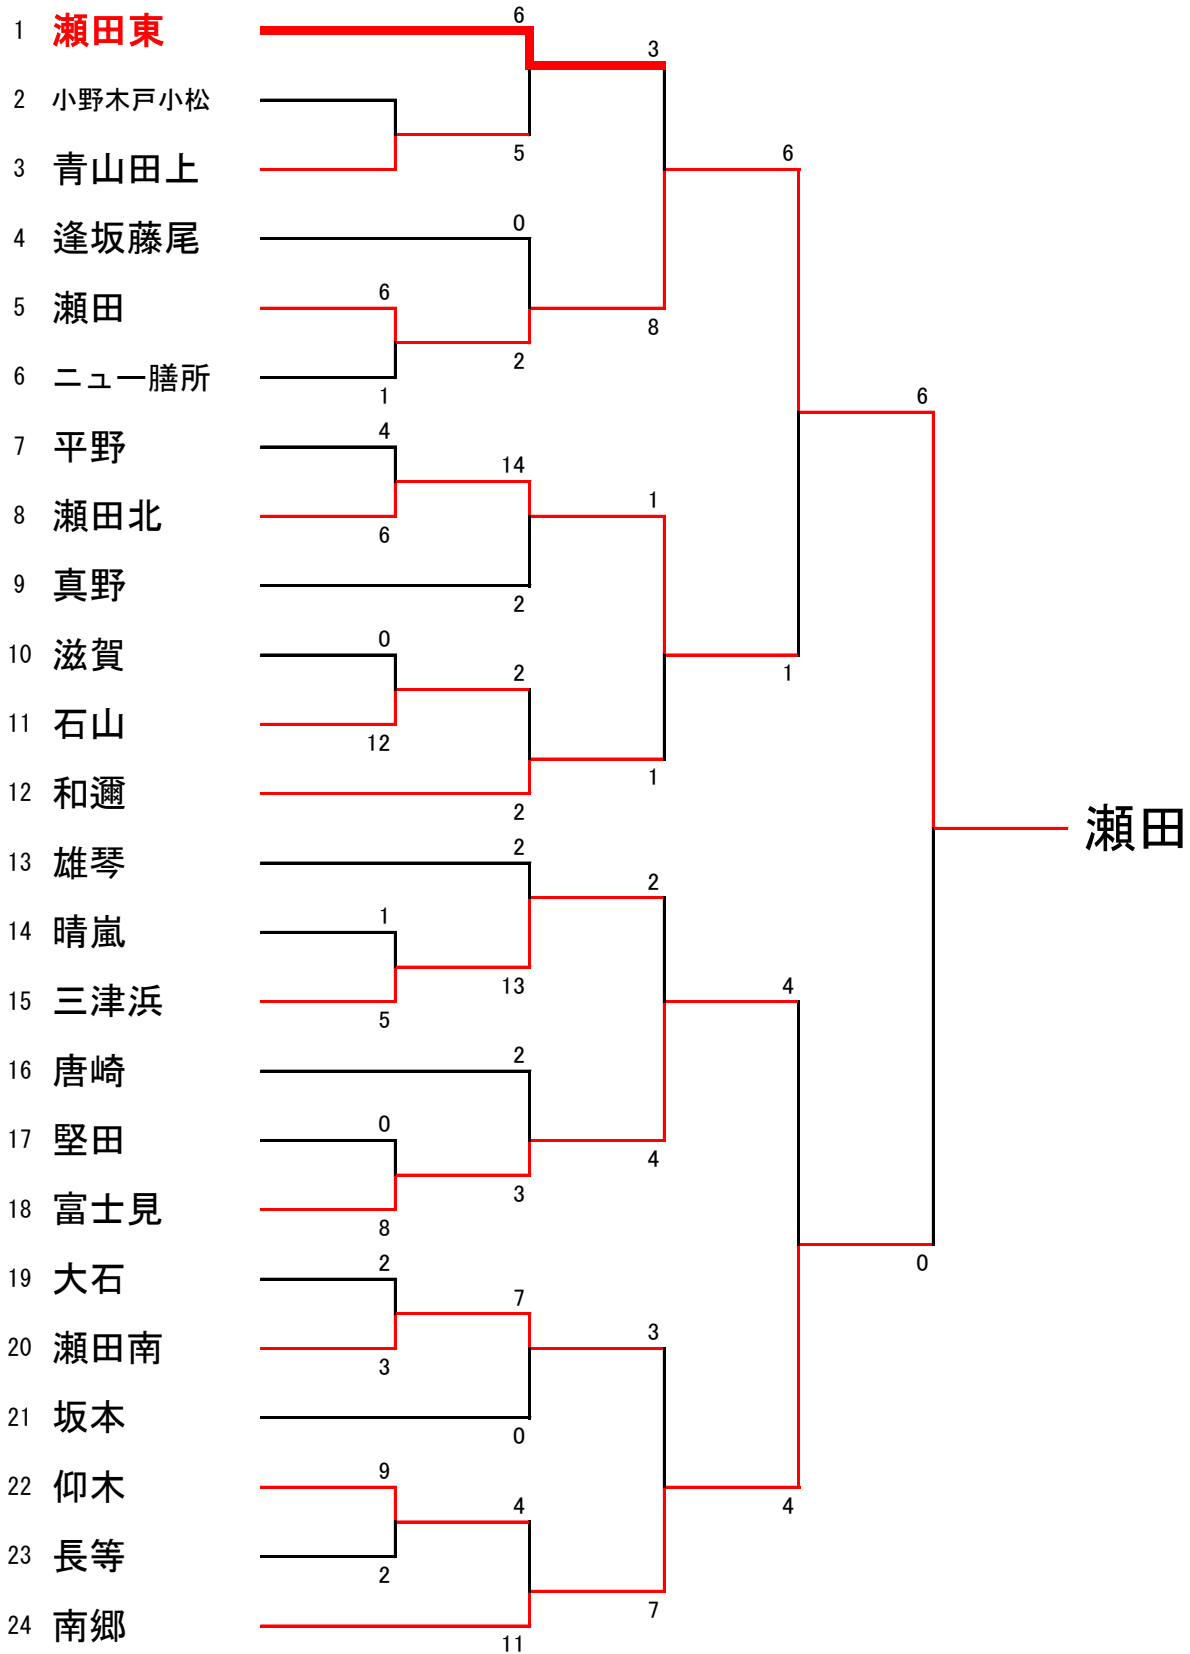 1 瀬田東
2 小野木戸小松
3 青山田上
4 逢坂藤尾
5 瀬田
6 ニュー膳所
7 平野
8 瀬田北
9 真野
10 滋賀
11 石山
12 和邇
13 雄琴
14 晴嵐
15 三津浜
16 唐崎
17 堅田
18 富士見
19 大石
20 瀬田南
21 坂本
22 仰木
23 長等
24 南郷
6
1
4
6
0
12
1
5
0
8
2
3
9
2
6
5
0
2
14
2
2
2
2
13
2
3
7
0
4
11
3
8
1
1
2
4
3
7
6
1
4
4
6
0
瀬田